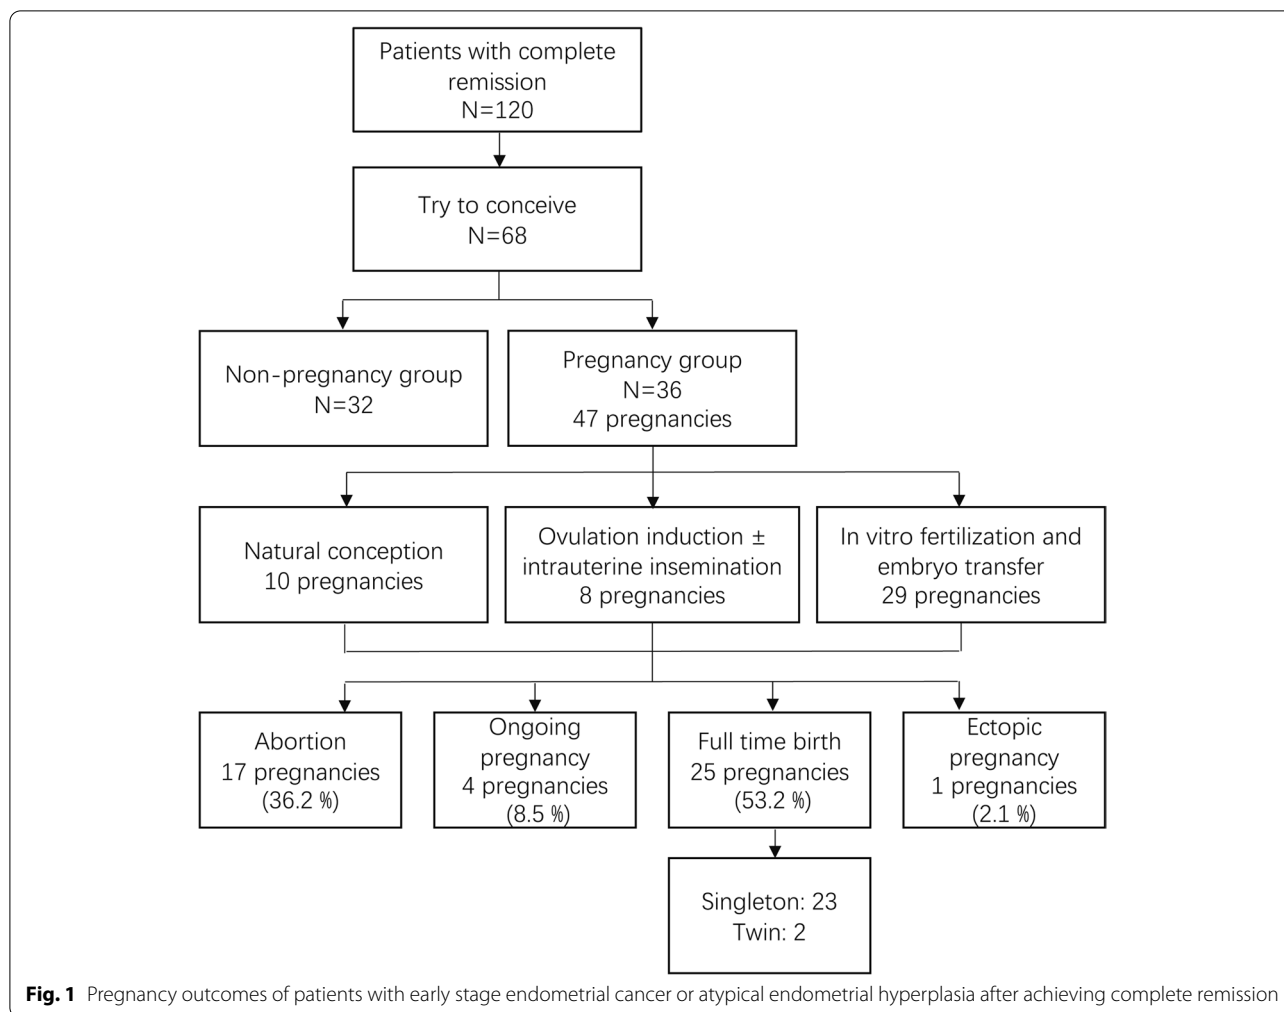 Patients with complete
remission
N=120
Try to conceive
N=68
Non-pregnancy group
N=32
Pregnancy group
N=36
47 pregnancies
Natural conception
10 pregnancies
Ovulation induction ±
intrauterine insemination
8 pregnancies
In vitro fertilization and
embryo transfer
29 pregnancies
Abortion
17 pregnancies
(36.2 %)
Ongoing
pregnancy
4 pregnancies
(8.5 %)
Full time birth
25 pregnancies
(53.2 %)
Ectopic
pregnancy
1 pregnancies
(2.1 %)
Singleton: 23
Twin: 2
Fig. 1 Pregnancy outcomes of patients with early stage endometrial cancer or atypical endometrial hyperplasia after achieving complete remission